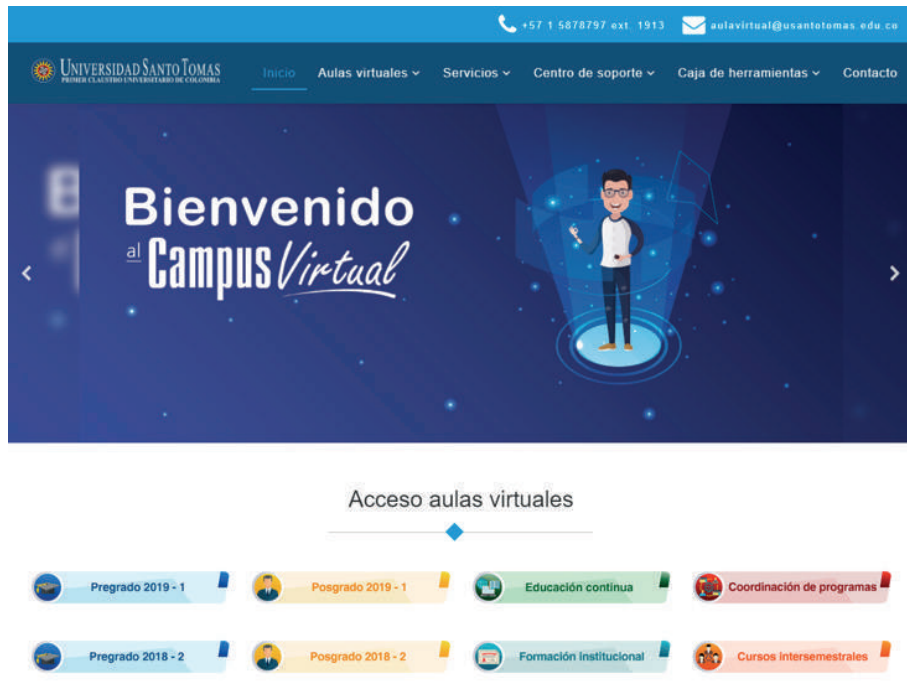 +57 1 5878797 ext. 1913 aulavirtual@usantotomas.edu.co
UNIVERSIDAD SANTO TOMAS
PRIMER CLAUSTRO UNIVERSITARIO DE COLOMBIA
Inicio Aulas virtuales Servicios Centro de soporte Caja de herramientas Contacto
Bienvenido
al Campus Virtual
Acceso aulas virtuales
Pregrado 2019 - 1 Posgrado 2019 - 1 Educación continua Coordinación de programas
Pregrado 2018 - 2 Posgrado 2018 - 2 Formación Institucional Cursos Intersemestrales